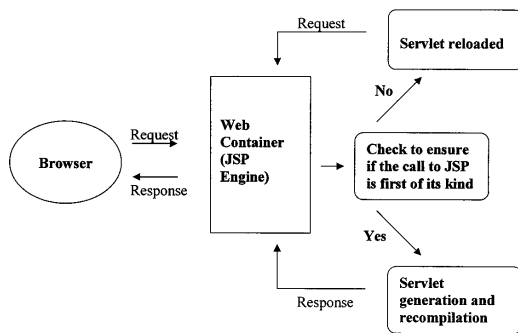 Request
Servlet reloaded
No
Web
Container
(JSP
Engine)
Request
Browser
Response
Check to ensure
if the call to JSP
is first of its kind
Yes
Response
Servlet
generation and
recompilation